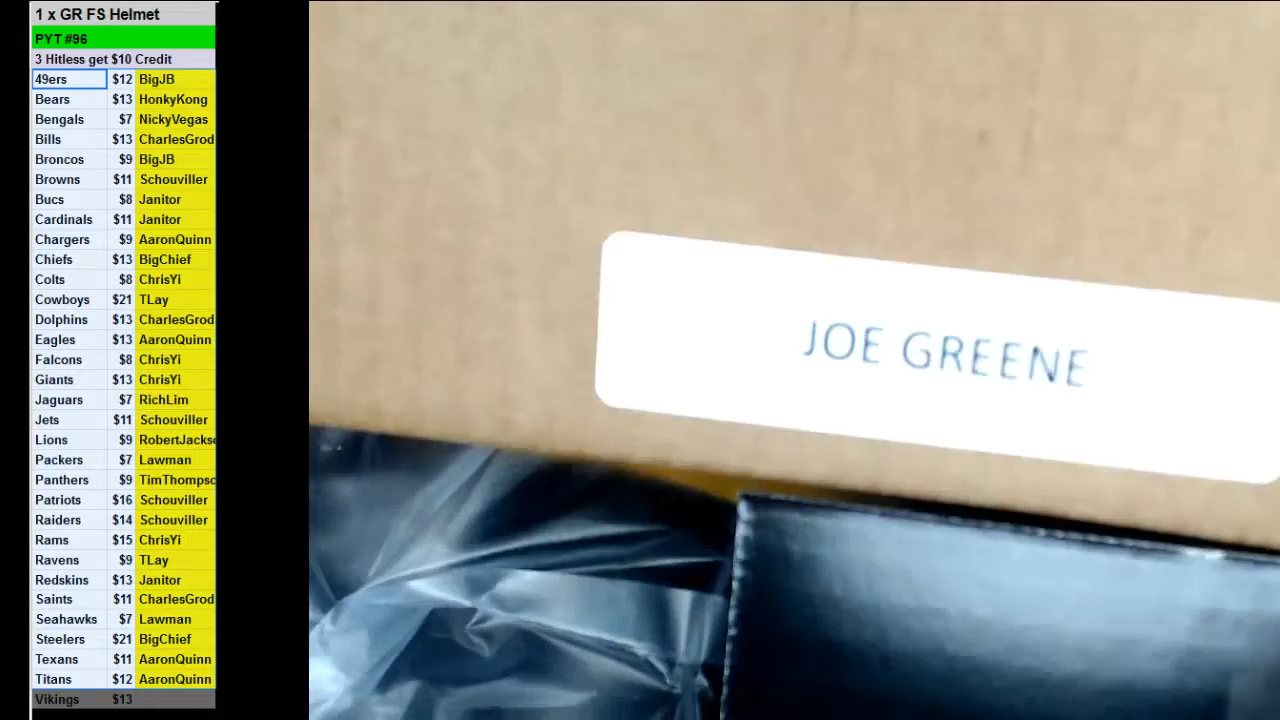 1 x GR FS Helmet
PYT #96
3 Hitless get $10 Credit
49ers $12 BigJB
Bears $13 HonkyKong
Bengals $7 NickyVegas
Bills $13 CharlesGrod
Broncos $9 BigJB
Browns $11 Schouviller
Bucs $8 Janitor
Cardinals $11 Janitor
Chargers $9 AaronQuinn
Chiefs $13 BigChief
Colts $8 ChrisYi
Cowboys $21 TLay
Dolphins $13 CharlesGrod
Eagles $13 AaronQuinn
Falcons $8 ChrisYi
Giants $13 ChrisYi
Jaguars $7 RichLim
Jets $11 Schouviller
Lions $9 RobertJackso
Packers $7 Lawman
Panthers $9 TimThompsc
Patriots $16 Schouviller
Raiders $14 Schouviller
Rams $15 ChrisYi
Ravens $9 TLay
Redskins $13 Janitor
Saints $11 CharlesGrod
Seahawks $7 Lawman
Steelers $21 BigChief
Texans $11 AaronQuinn
Titans $12 AaronQuinn
Vikings $13
JOE GREENE